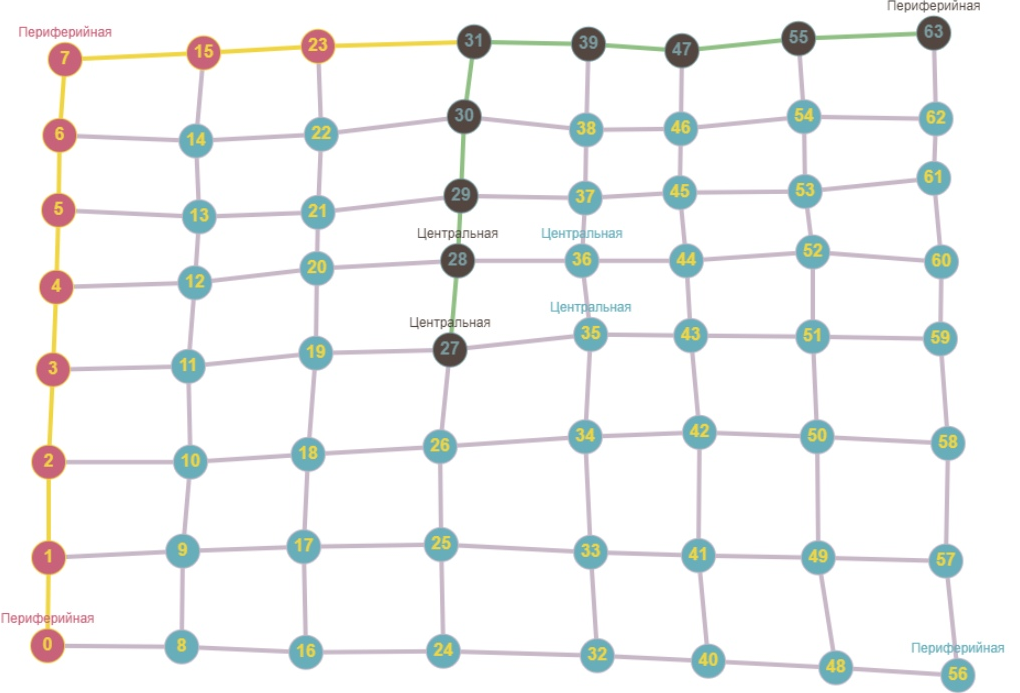 Периферийная
Периферийная
7 15 23 31 39 47 55 63
6 14 22 30 38 46 54 62
5 13 21 29 37 45 53 61
Центральная Центральная
4 12 20 28 36 44 52 60
Центральная Центральная
3 11 19 27 35 43 51 59
2 10 18 26 34 42 50 58
1 9 17 25 33 41 49 57
Периферийная Периферийная
0 8 16 24 32 40 48 56